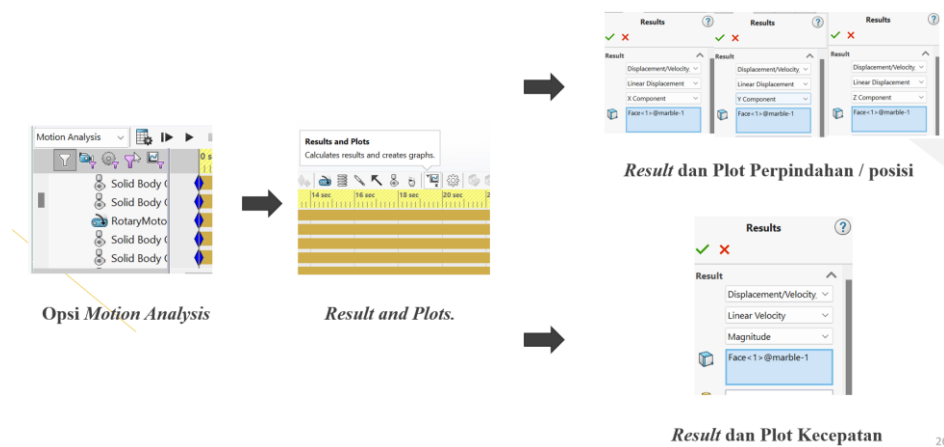 Motion Analysis
0 s
Solid Body
RotaryMoto
Solid Body
Solid Body
Opsi Motion Analysis
Results and Plots
Calculates results and creates graphs.
14 sec 16 sec 18 sec 20 sec
Result and Plots.
Results
Result
Displacement/Velocity
Linear Displacement
X Component
Face<1>@marble-1
Results
Result
Displacement/Velocity
Linear Displacement
Y Component
Face<1>@marble-1
Results
Result
Displacement/Velocity
Linear Displacement
Z Component
Face<1>@marble-1
Result dan Plot Perpindahan / posisi
Results
Result
Displacement/Velocity
Linear Velocity
Magnitude
Face<1>@marble-1
Result dan Plot Kecepatan